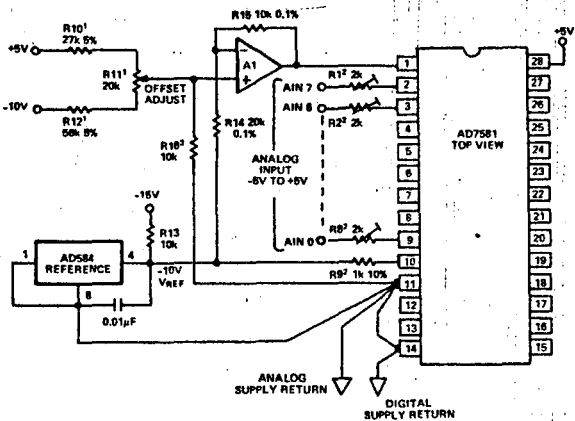 R15 10k 0.1%
R10¹
27k 5%
+5V
R11¹
20k
OFFSET
ADJUST
-10V
R12¹
56k 5%
A1
R16³
10k
R14 20k
0.1%
AIN 7
R1² 2k
AIN 6
R2² 2k
ANALOG
INPUT
-5V TO +5V
AIN 0
R8² 2k
R9² 1k 10%
-15V
R13
10k
1
AD584
REFERENCE
4
8
-10V
VREF
0.01μF
ANALOG
SUPPLY RETURN
DIGITAL
SUPPLY RETURN
AD7581
TOP VIEW
+5V
1
2
3
4
5
6
7
8
9
10
11
12
13
14
28
27
26
25
24
23
22
21
20
19
18
17
16
15